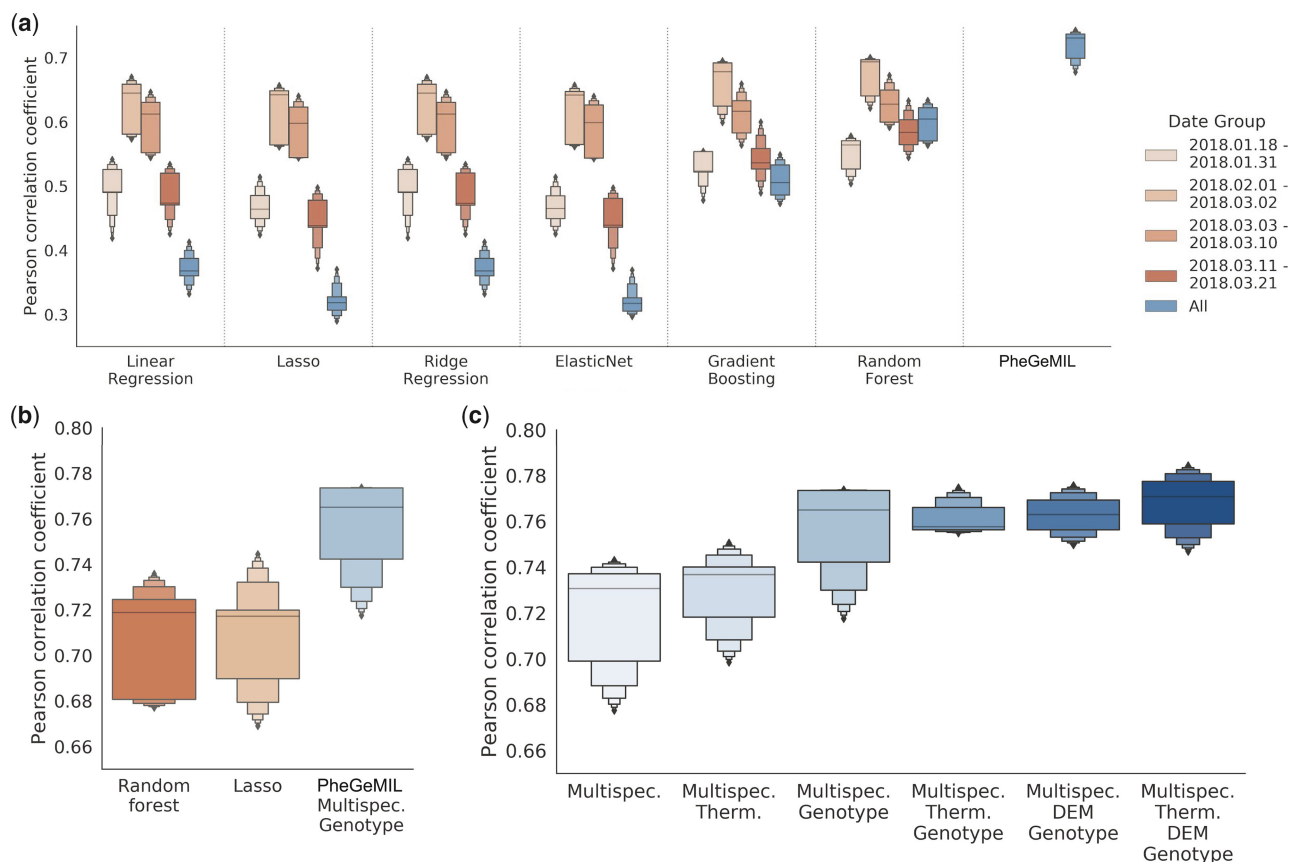 (a)
Pearson correlation coefficient
0.7
0.6
0.5
0.4
0.3
Linear
Regression
Lasso
Ridge
Regression
ElasticNet
Gradient
Boosting
Random
Forest
PheGeMIL
Date Group
2018.01.18 -
2018.01.31
2018.02.01 -
2018.03.02
2018.03.03 -
2018.03.10
2018.03.11 -
2018.03.21
All
(b)
Pearson correlation coefficient
0.80
0.78
0.76
0.74
0.72
0.70
0.68
0.66
Random
forest
Lasso
PheGeMIL
Multispec.
Genotype
(c)
Pearson correlation coefficient
0.80
0.78
0.76
0.74
0.72
0.70
0.68
0.66
Multispec.
Multispec.
Therm.
Multispec.
Genotype
Multispec.
Therm.
Genotype
Multispec.
DEM
Genotype
Multispec.
Therm.
DEM
Genotype